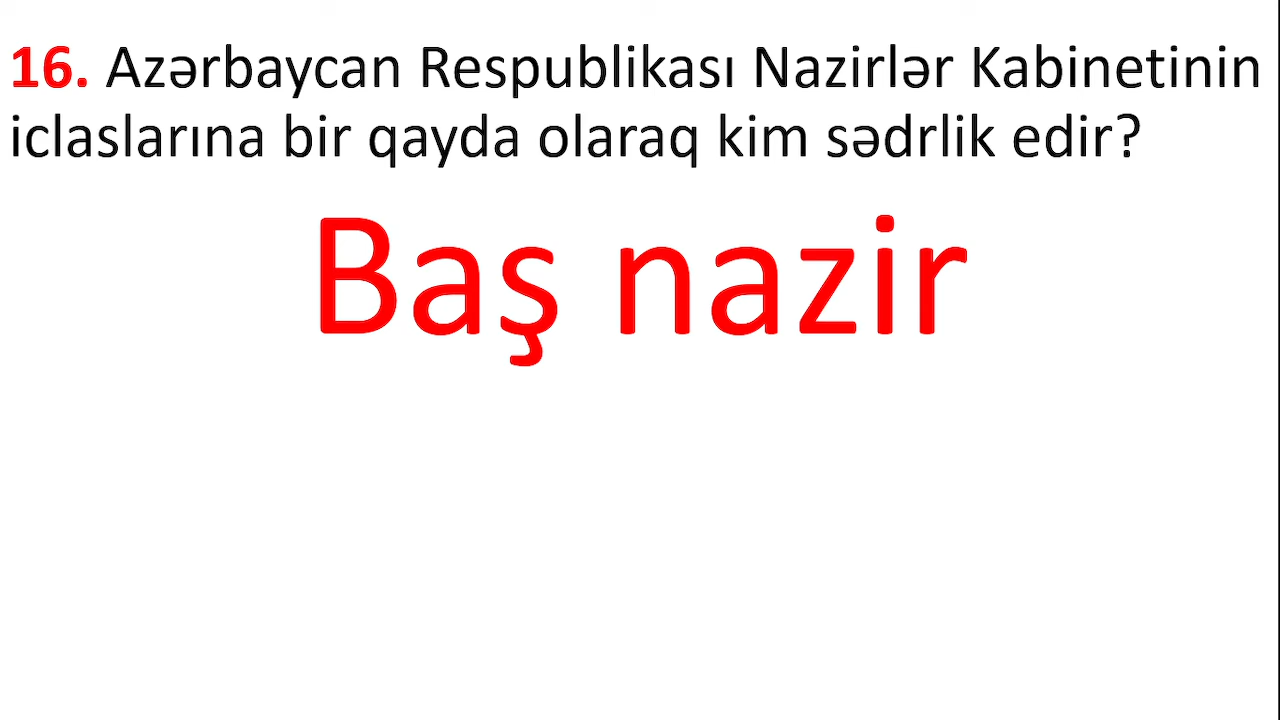 16. Azərbaycan Respublikası Nazirlər Kabinetinin
iclaslarına bir qayda olaraq kim sədrlik edir?
Baş nazir